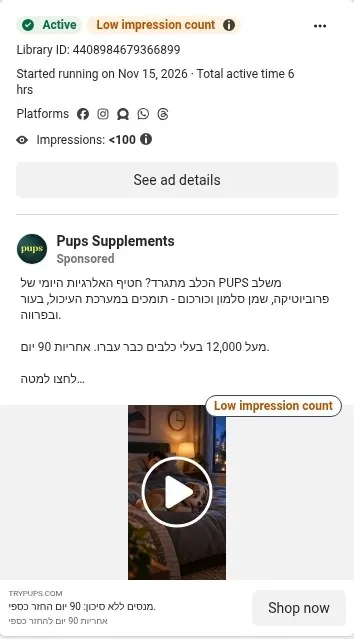 Active
Low impression count
Library ID: 4408984679366899
Started running on Nov 15, 2026 · Total active time 6
hrs
Platforms
Impressions: <100
See ad details
pups
Pups Supplements
Sponsored
הכלב מתגרד? חטיף האלרגיות היומי של PUPS משלב
פרוביוטיקה, שמן סלמון וכורכום - תומכים במערכת העיכול, בעור
ובפרווה.
מעל 12,000 בעלי כלבים כבר עברו. אחריות 90 יום.
לחצו למטה...
Low impression count
TRYPUPS.COM
מנסים ללא סיכון: 90 יום החזר כספי.
אחריות 90 יום להחזר כספי
Shop now